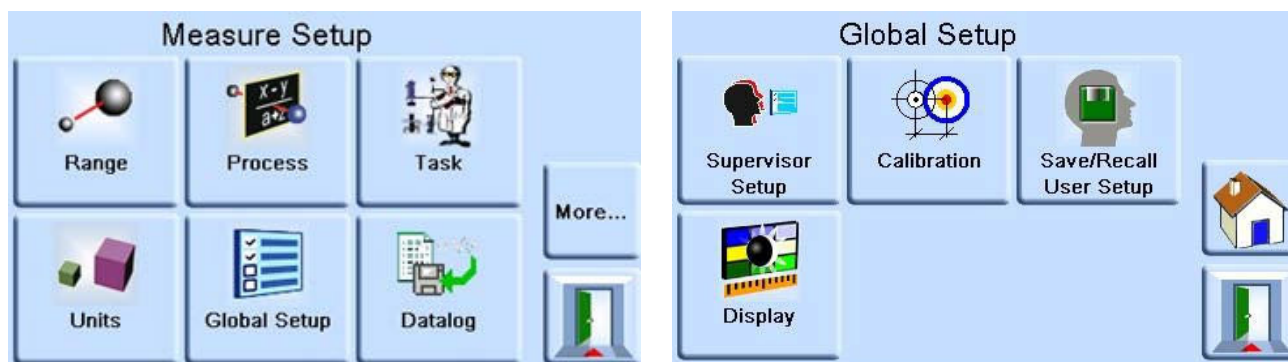 Measure Setup
Range
Process
x - y
a+z
Task
More...
Units
Global Setup
Datalog
Global Setup
Supervisor
Setup
Calibration
Save/Recall
User Setup
Display